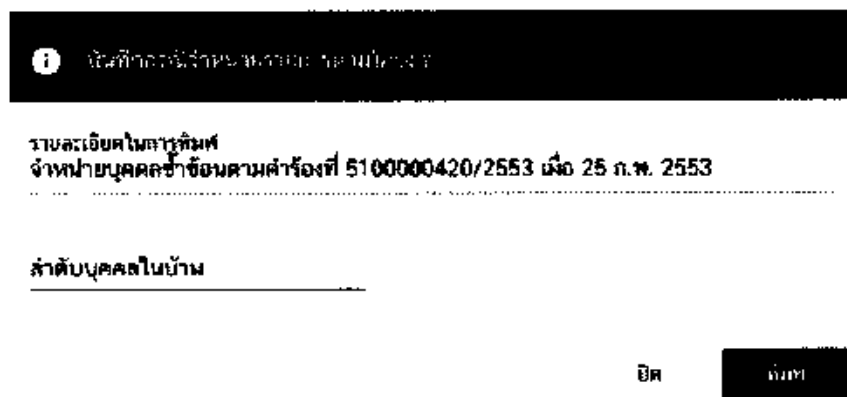 รายละเอียดในการพิมพ์
จำหน่ายบุคคลซ้ำซ้อนตามคำร้องที่ 5100000420/2553 เมื่อ 25 ก.พ. 2553
ลำดับบุคคลในบ้าน
ปิด
พิมพ์